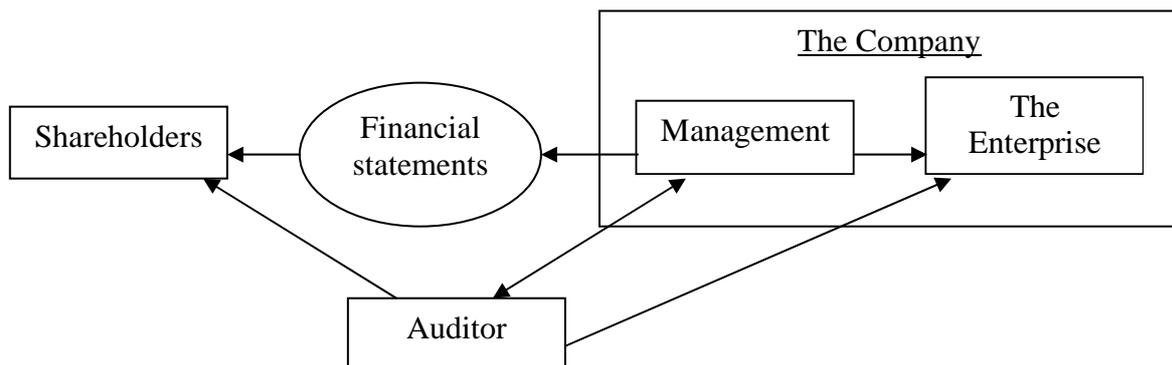 The Company
Shareholders
Financial
statements
Management
The
Enterprise
Auditor